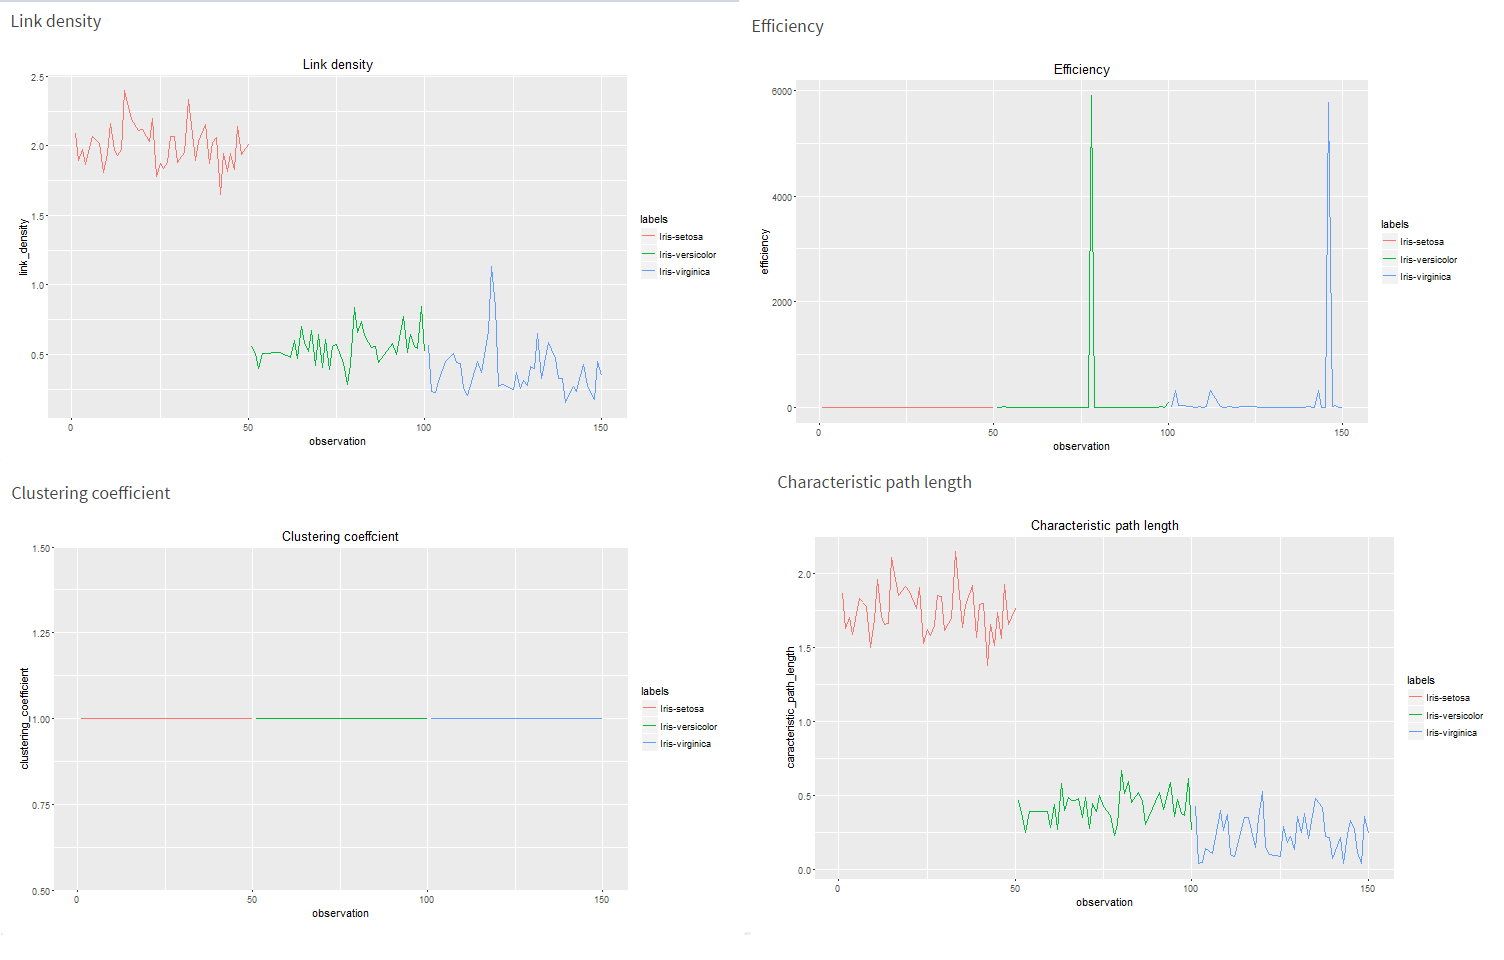 Link density
Link density
2.5
2.0
1.5
1.0
0.5
link_density
0
50
100
150
observation
labels
Iris-setosa
Iris-versicolor
Iris-virginica
Efficiency
Efficiency
6000
4000
2000
0
efficiency
0
50
100
150
observation
labels
Iris-setosa
Iris-versicolor
Iris-virginica
Clustering coefficient
Clustering coeffcient
1.50
1.25
1.00
0.75
0.50
clustering_coefficient
0
50
100
150
observation
labels
Iris-setosa
Iris-versicolor
Iris-virginica
Characteristic path length
Characteristic path length
2.0
1.5
1.0
0.5
0.0
caracteristic_path_length
0
50
100
150
observation
labels
Iris-setosa
Iris-versicolor
Iris-virginica